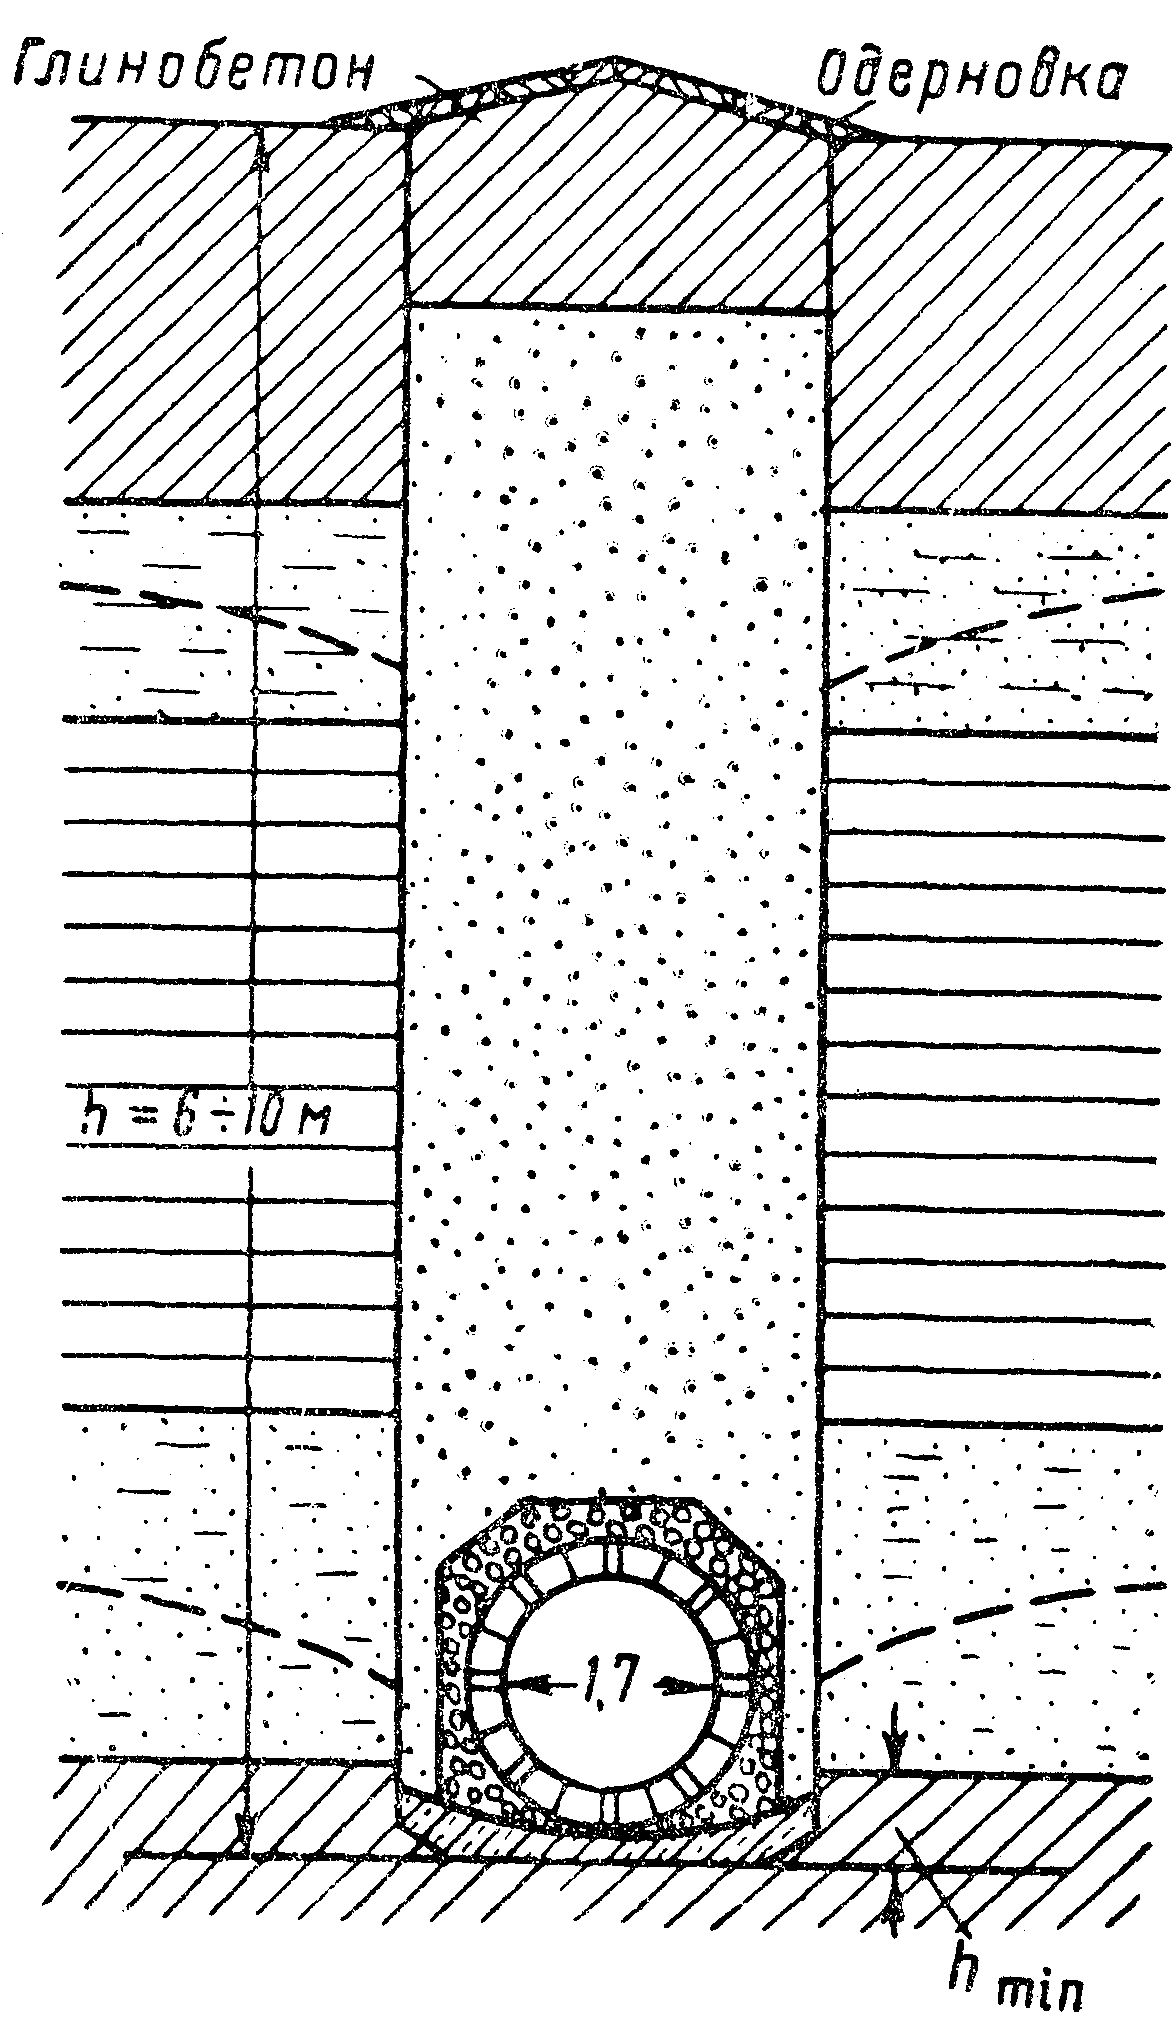 Глинобетон
Одерновка
h = 6÷10 м
1,7
h min